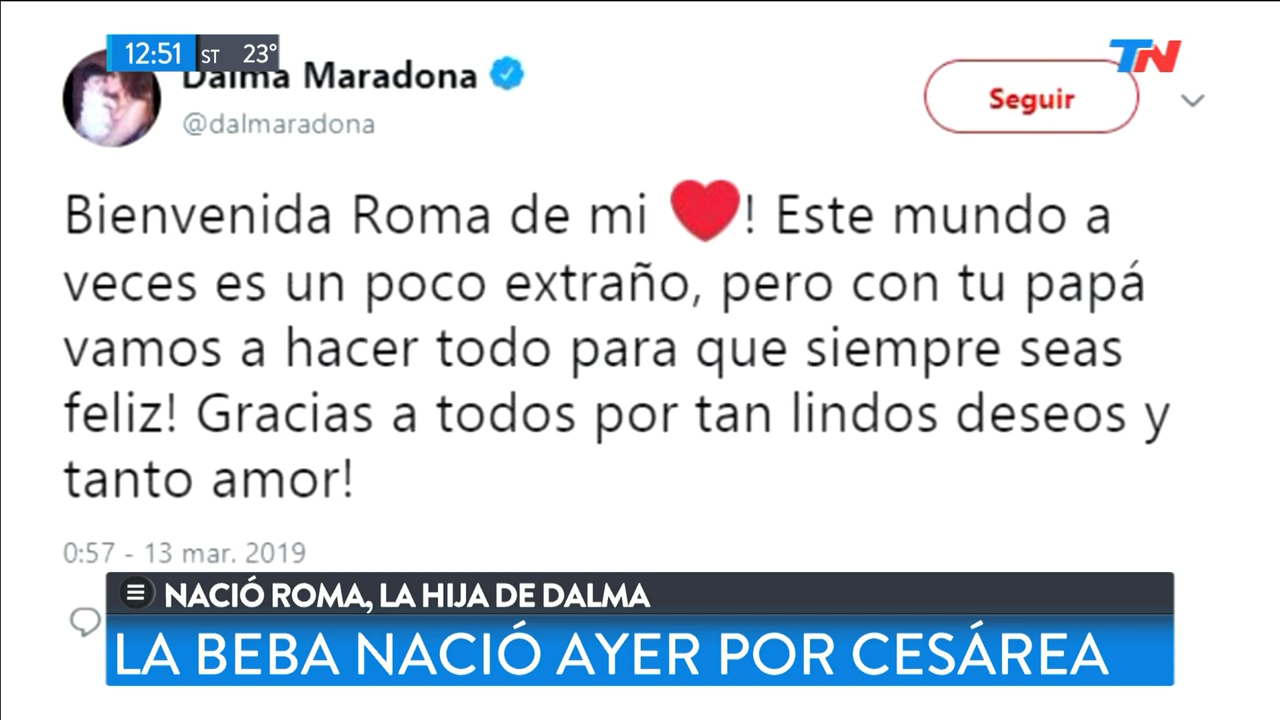 12:51 ST 23°
TN
Dalma Maradona
@dalmaradona
Seguir
Bienvenida Roma de mi ❤! Este mundo a
veces es un poco extraño, pero con tu papá
vamos a hacer todo para que siempre seas
feliz! Gracias a todos por tan lindos deseos y
tanto amor!
0:57 - 13 mar. 2019
NACIÓ ROMA, LA HIJA DE DALMA
LA BEBA NACIÓ AYER POR CESÁREA